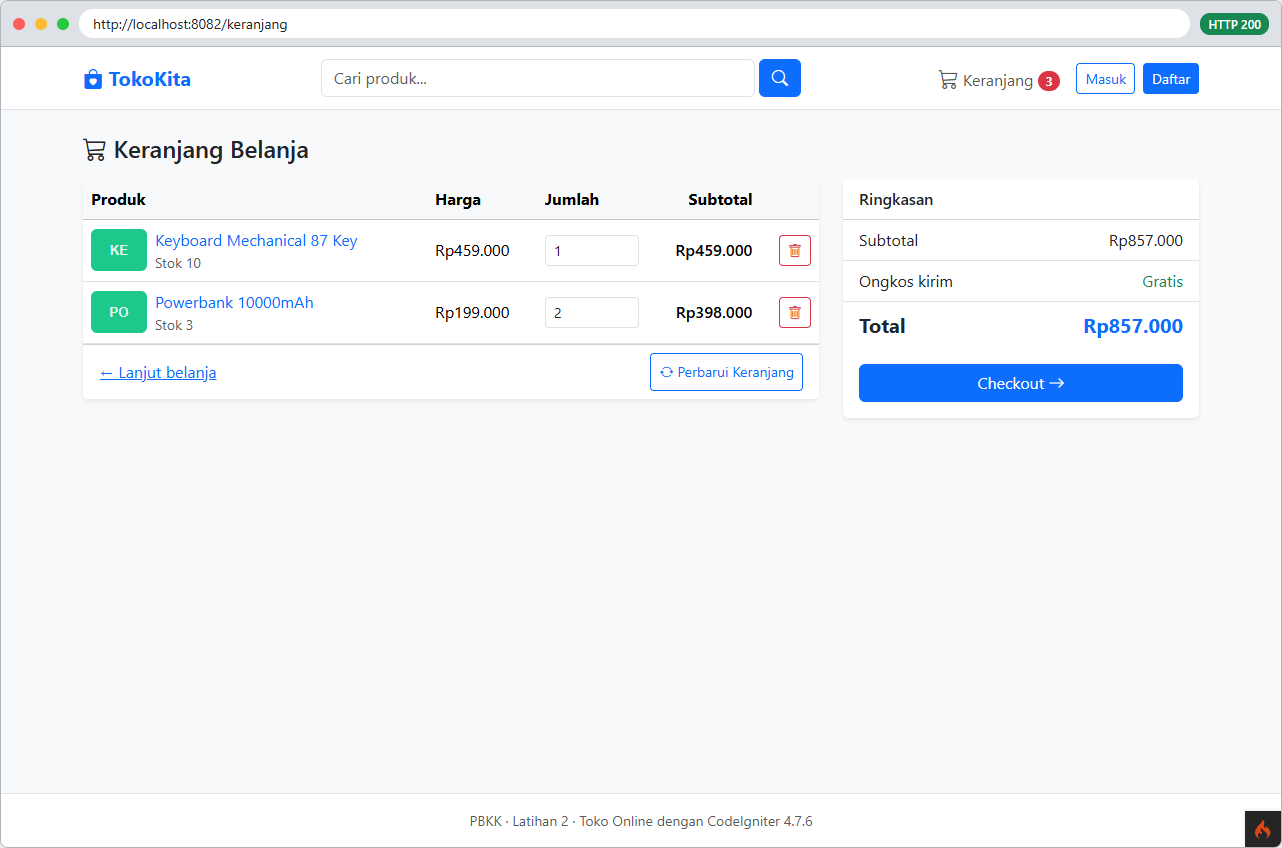 http://localhost:8082/keranjang
HTTP 200
TokoKita
Cari produk...
Keranjang 3
Masuk
Daftar
Keranjang Belanja
Produk Harga Jumlah Subtotal
KE
Keyboard Mechanical 87 Key
Stok 10
Rp459.000
1
Rp459.000
PO
Powerbank 10000mAh
Stok 3
Rp199.000
2
Rp398.000
← Lanjut belanja
Perbarui Keranjang
Ringkasan
Subtotal Rp857.000
Ongkos kirim Gratis
Total Rp857.000
Checkout →
PBKK · Latihan 2 · Toko Online dengan CodeIgniter 4.7.6